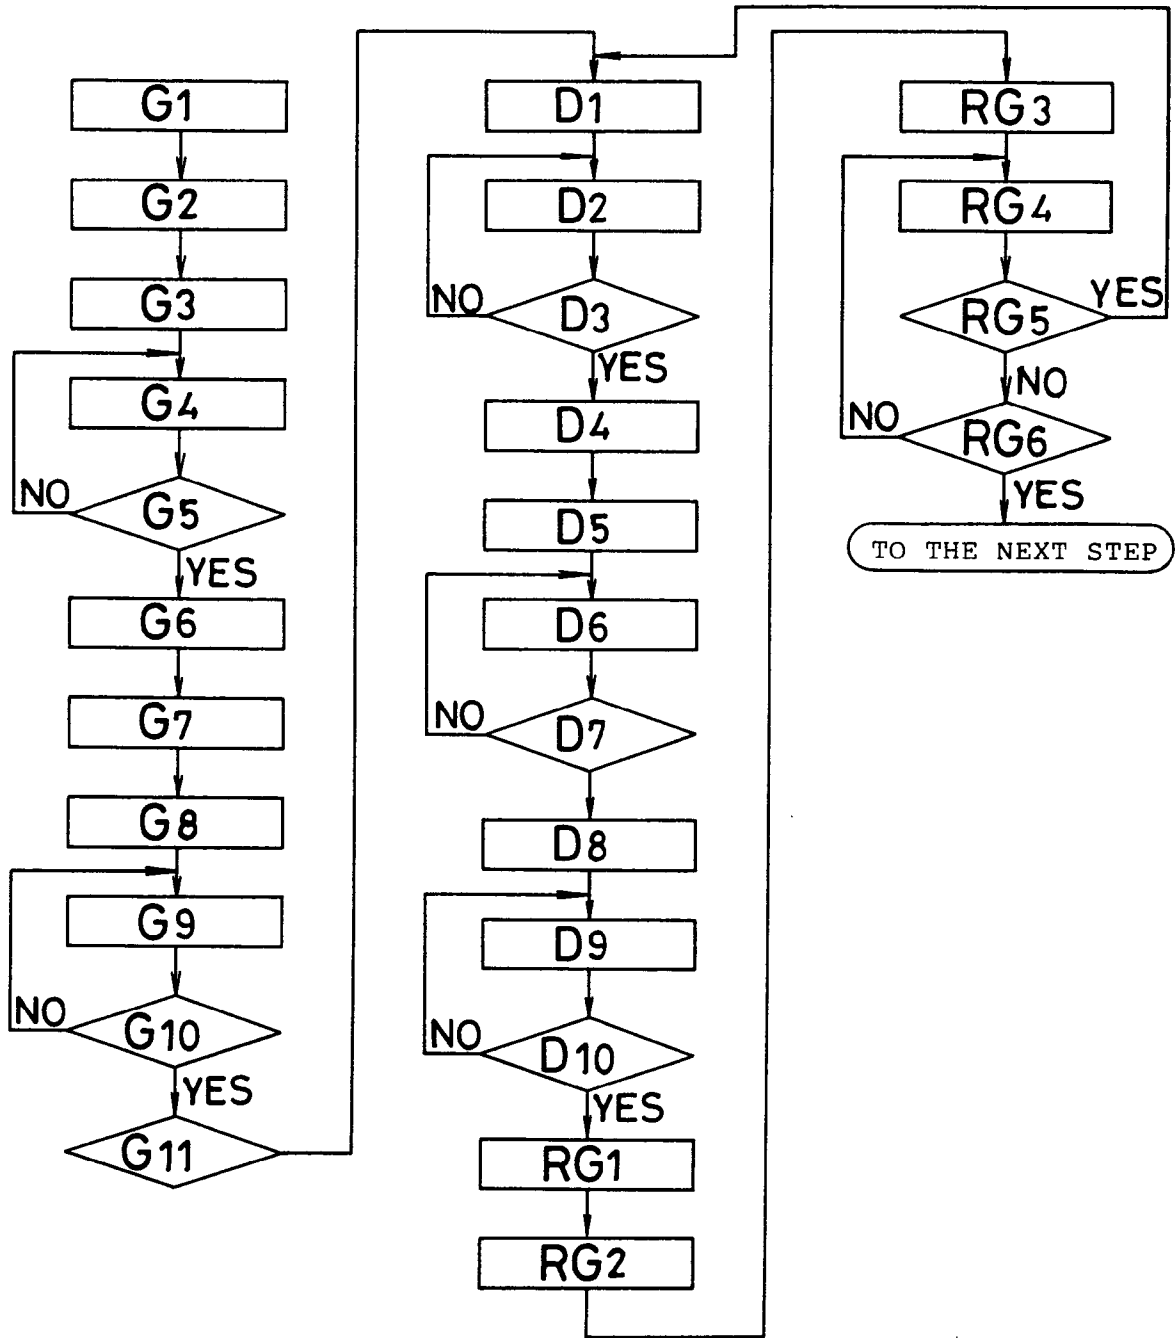 G1
G2
G3
G4
NO
G5
YES
G6
G7
G8
G9
NO
G10
YES
G11
D1
D2
NO
D3
YES
D4
D5
D6
NO
D7
D8
D9
NO
D10
YES
RG1
RG2
RG3
RG4
YES
RG5
NO
NO
RG6
YES
TO THE NEXT STEP